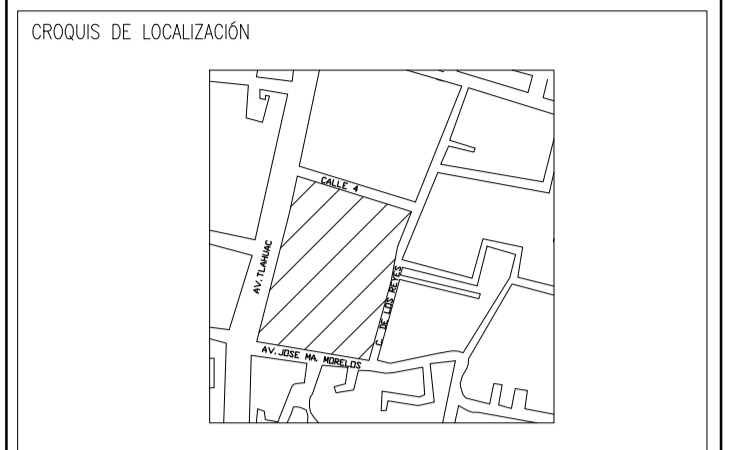 CROQUIS DE LOCALIZACIÓN
CALLE 4
AV. TLAHUAC
C. DE LOS REYES
AV. JOSE MA. MORELOS